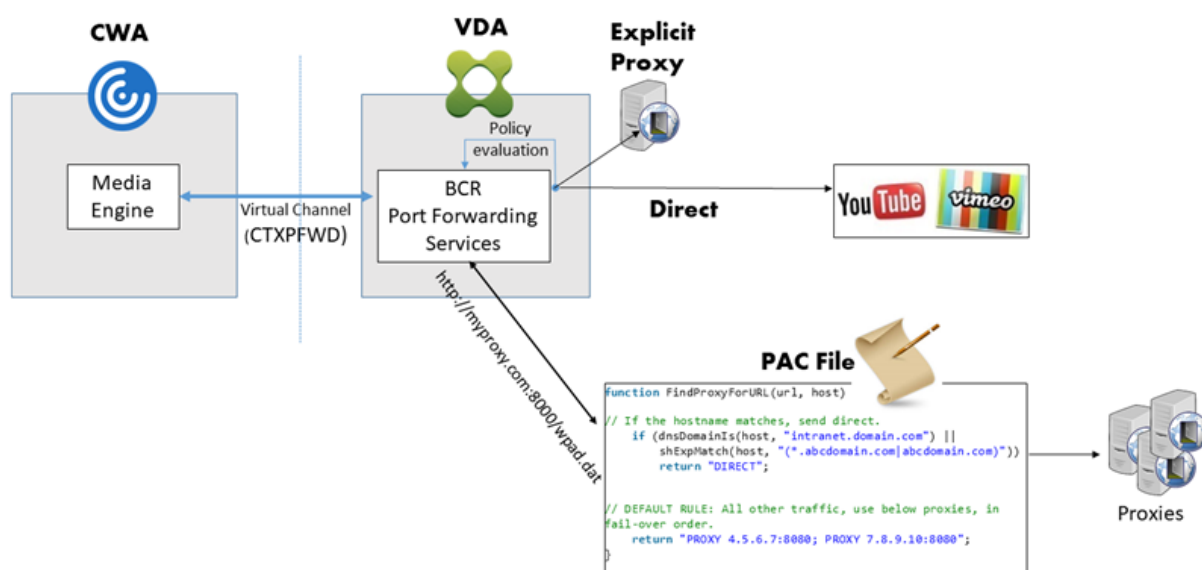 CWA
VDA
Explicit
Proxy
Policy
evaluation
Media
Engine
Virtual Channel
(CTXPFWD)
BCR
Port Forwarding
Services
Direct
You Tube
vimeo
http://myproxy.com:8000/wpad.dat
PAC File
function FindProxyForURL(url, host)
// If the hostname matches, send direct.
if (dnsDomainIs(host, "intranet.domain.com") ||
shExpMatch(host, "(*.abcdomain.com|abcdomain.com)"))
return "DIRECT";
// DEFAULT RULE: All other traffic, use below proxies, in
fail-over order.
return "PROXY 4.5.6.7:8080; PROXY 7.8.9.10:8080";
}
Proxies